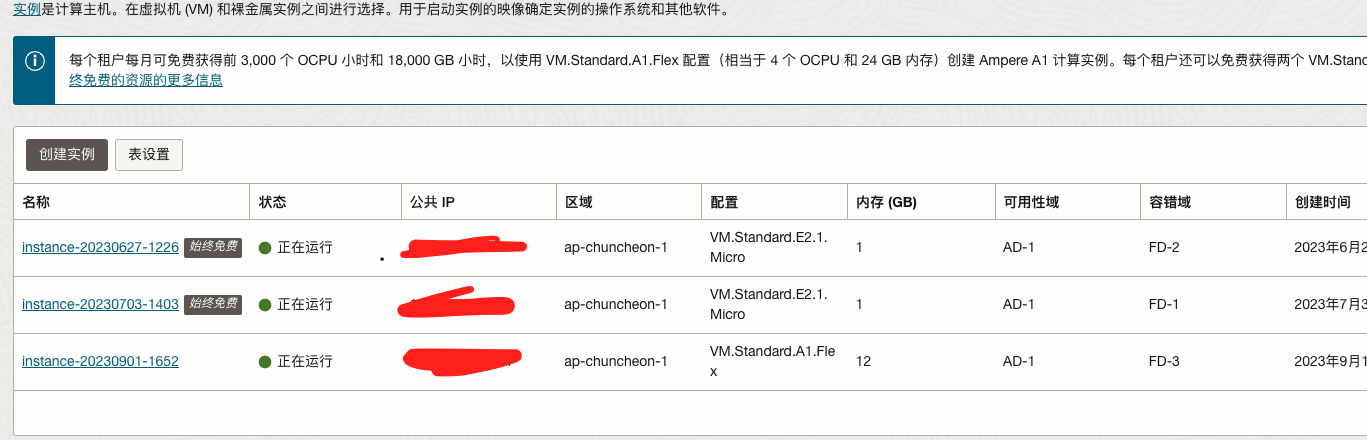 实例是计算主机。在虚拟机 (VM) 和裸金属实例之间进行选择。用于启动实例的映像确定实例的操作系统和其他软件。
每个租户每月可免费获得前 3,000 个 OCPU 小时和 18,000 GB 小时，以使用 VM.Standard.A1.Flex 配置（相当于 4 个 OCPU 和 24 GB 内存）创建 Ampere A1 计算实例。每个租户还可以免费获得两个 VM.Stan
终免费的资源的更多信息
创建实例 表设置
名称 状态 公共 IP 区域 配置 内存 (GB) 可用性域 容错域 创建时间
instance-20230627-1226 始终免费 正在运行 ap-chuncheon-1 VM.Standard.E2.1. 1 AD-1 FD-2 2023年6月2
Micro
instance-20230703-1403 始终免费 正在运行 ap-chuncheon-1 VM.Standard.E2.1. 1 AD-1 FD-1 2023年7月3
Micro
instance-20230901-1652 正在运行 ap-chuncheon-1 VM.Standard.A1.Fle 12 AD-1 FD-3 2023年9月1
x